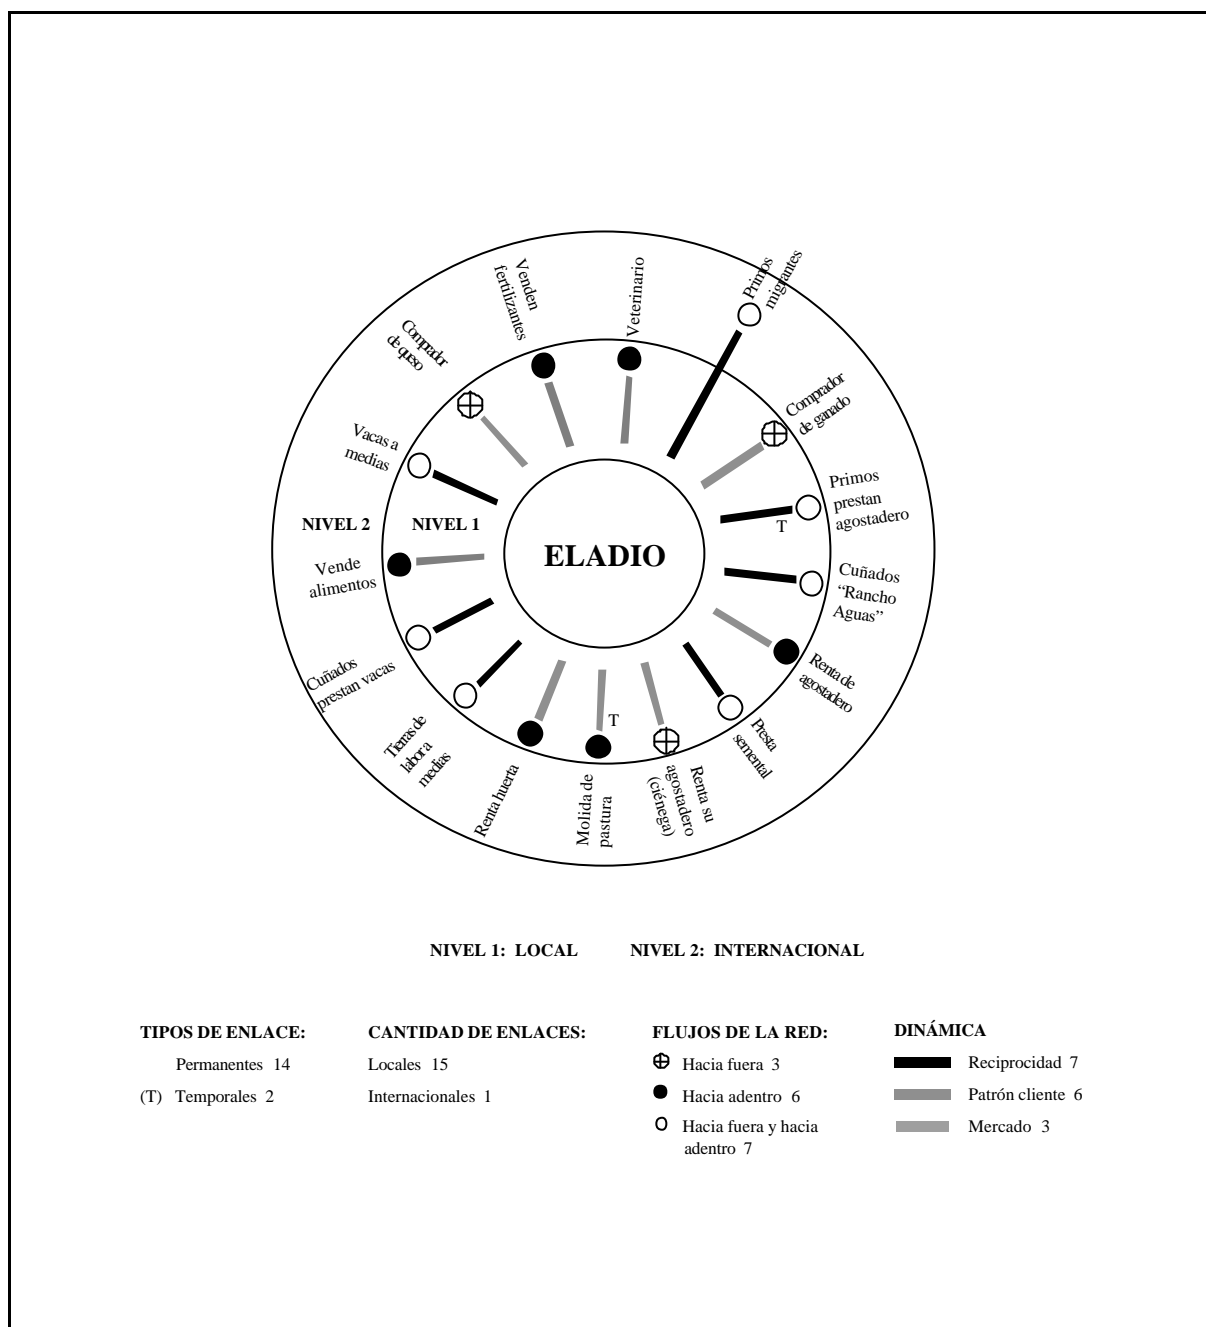 Venden
fertilizantes
Veterinario
Primos
migrantes
Comprador
de queso
Comprador
de ganado
Vacas a
medias
Primos
prestan
agostadero
T
NIVEL 2
NIVEL 1
ELADIO
Vende
alimentos
Cuñados
“Rancho
Aguas”
Cuñados
prestan vacas
Renta de
agostadero
Tierras de
labor a
medias
T
Presta
semental
Renta huerta
Molida de
pastura
Renta su
agostadero
(ciénega)
NIVEL 1: LOCAL
NIVEL 2: INTERNACIONAL
TIPOS DE ENLACE:
Permanentes 14
(T) Temporales 2
CANTIDAD DE ENLACES:
Locales 15
Internacionales 1
FLUJOS DE LA RED:
Hacia fuera 3
Hacia adentro 6
Hacia fuera y hacia
adentro 7
DINÁMICA
Reciprocidad 7
Patrón cliente 6
Mercado 3